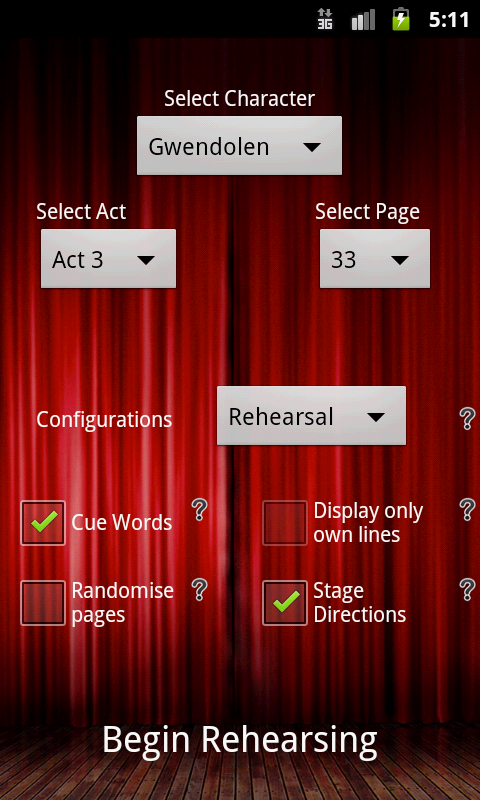 3G 5:11
Select Character
Gwendolen
Select Act Select Page
Act 3 33
Configurations Rehearsal ?
Cue Words ? Display only ?
own lines
Randomise ? Stage ?
pages Directions
Begin Rehearsing